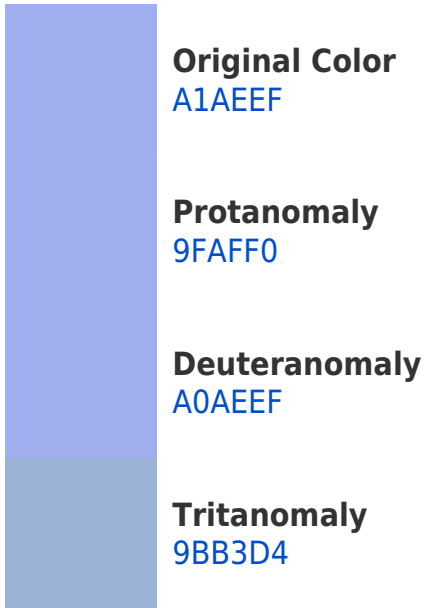 Original Color
A1AEEF
Protanomaly
9FAFF0
Deuteranomaly
A0AEEF
Tritanomaly
9BB3D4